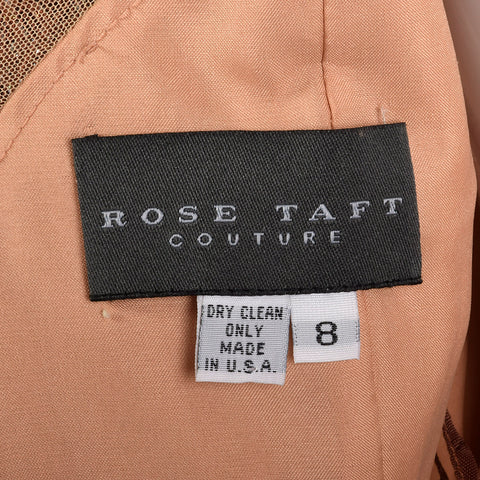 ROSE TAFT
COUTURE
DRY CLEAN
ONLY
MADE
IN U.S.A.
8